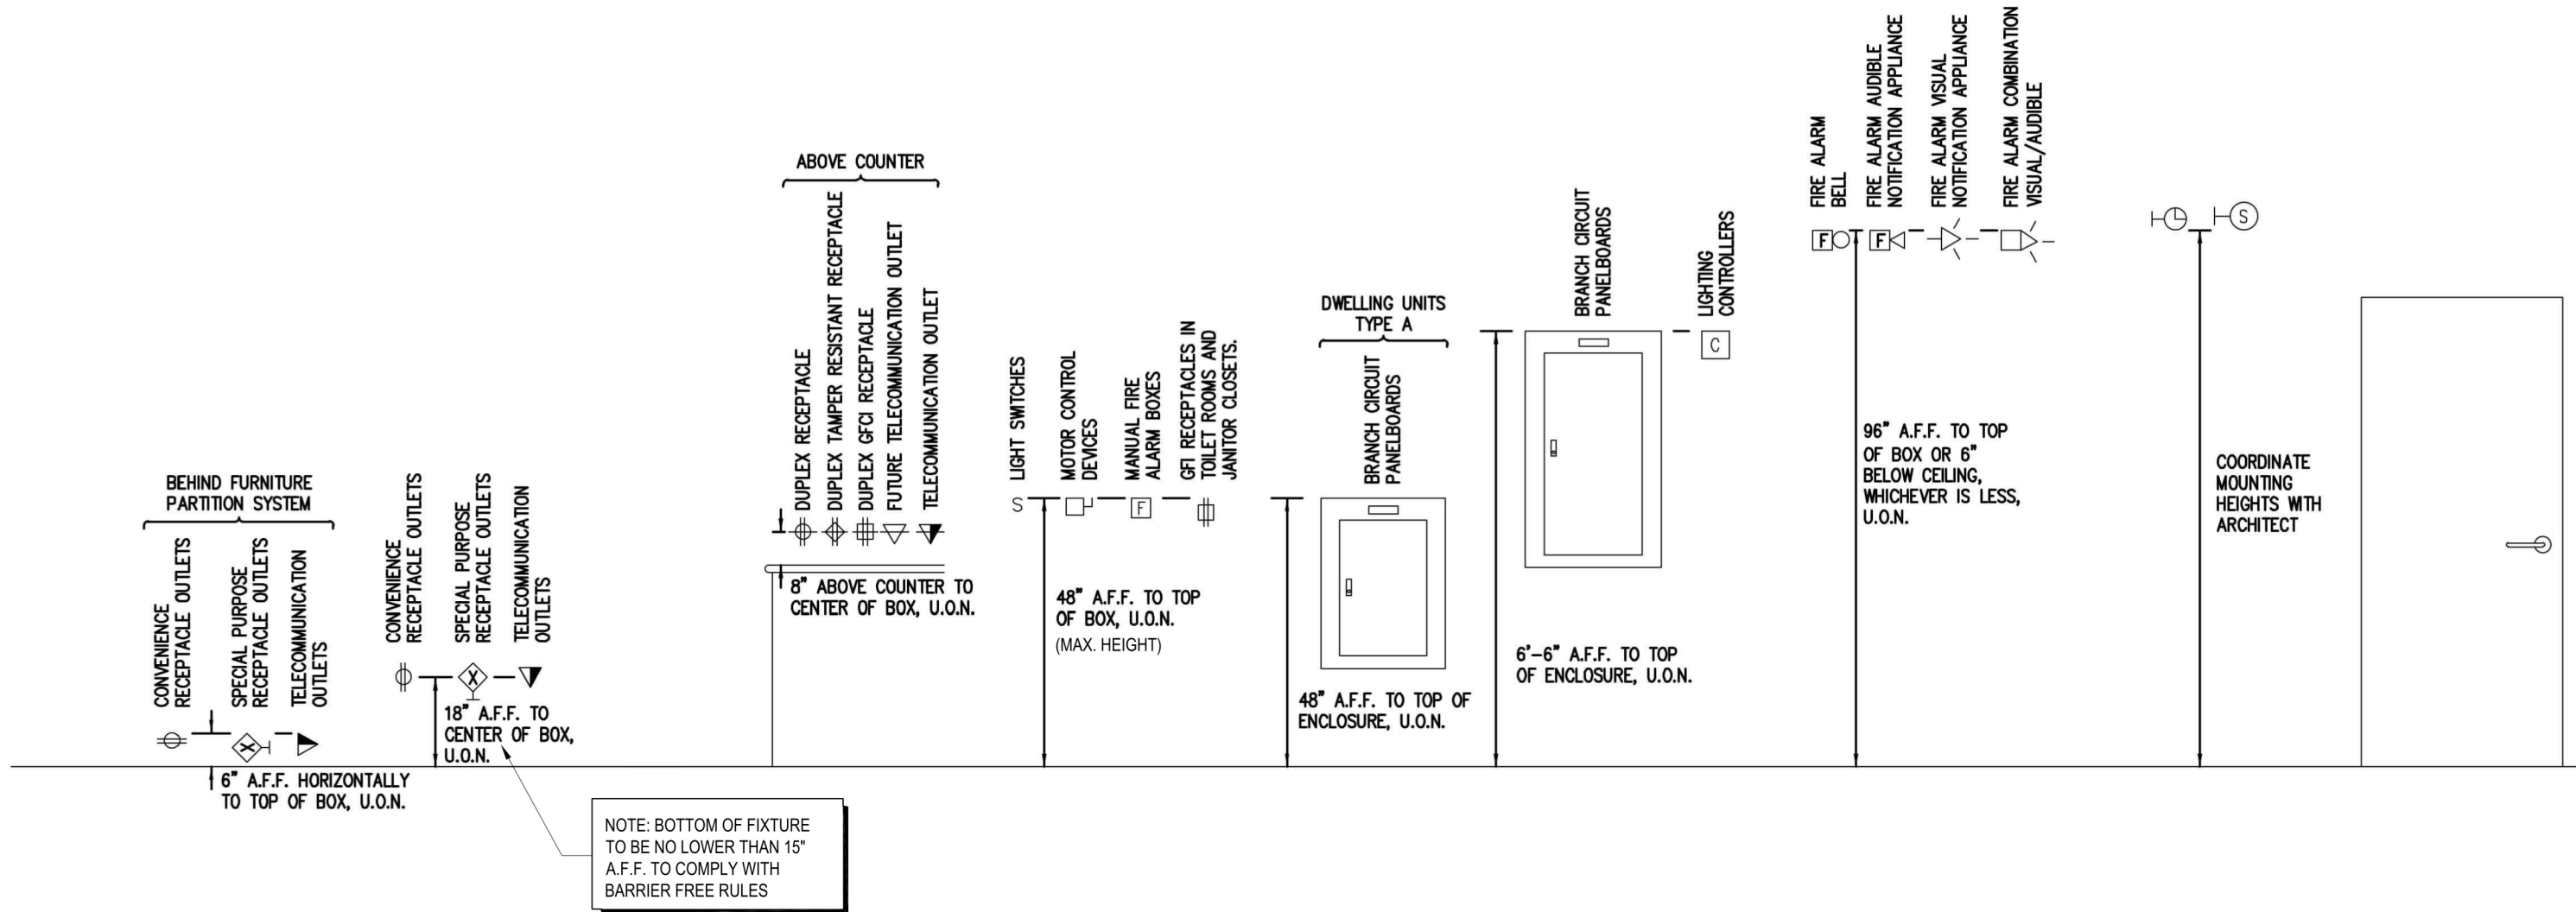 BEHIND FURNITURE
PARTITION SYSTEM
CONVENIENCE
RECEPTACLE OUTLETS
SPECIAL PURPOSE
RECEPTACLE OUTLETS
TELECOMMUNICATION
OUTLETS
X
6" A.F.F. HORIZONTALLY
TO TOP OF BOX, U.O.N.
CONVENIENCE
RECEPTACLE OUTLETS
SPECIAL PURPOSE
RECEPTACLE OUTLETS
TELECOMMUNICATION
OUTLETS
X
18" A.F.F. TO
CENTER OF BOX,
U.O.N.
NOTE: BOTTOM OF FIXTURE
TO BE NO LOWER THAN 15"
A.F.F. TO COMPLY WITH
BARRIER FREE RULES
ABOVE COUNTER
DUPLEX RECEPTACLE
DUPLEX TAMPER RESISTANT RECEPTACLE
DUPLEX GFCI RECEPTACLE
FUTURE TELECOMMUNICATION OUTLET
TELECOMMUNICATION OUTLET
8" ABOVE COUNTER TO
CENTER OF BOX, U.O.N.
LIGHT SWITCHES
MOTOR CONTROL
DEVICES
MANUAL FIRE
ALARM BOXES
GFI RECEPTACLES IN
TOILET ROOMS AND
JANITOR CLOSETS.
S
F
48" A.F.F. TO TOP
OF BOX, U.O.N.
(MAX. HEIGHT)
DWELLING UNITS
TYPE A
BRANCH CIRCUIT
PANELBOARDS
48" A.F.F. TO TOP OF
ENCLOSURE, U.O.N.
BRANCH CIRCUIT
PANELBOARDS
LIGHTING
CONTROLLERS
C
6'-6" A.F.F. TO TOP
OF ENCLOSURE, U.O.N.
FIRE ALARM
BELL
FIRE ALARM AUDIBLE
NOTIFICATION APPLIANCE
FIRE ALARM VISUAL
NOTIFICATION APPLIANCE
FIRE ALARM COMBINATION
VISUAL/AUDIBLE
F
F
96" A.F.F. TO TOP
OF BOX OR 6"
BELOW CEILING,
WHICHEVER IS LESS,
U.O.N.
S
COORDINATE
MOUNTING
HEIGHTS WITH
ARCHITECT